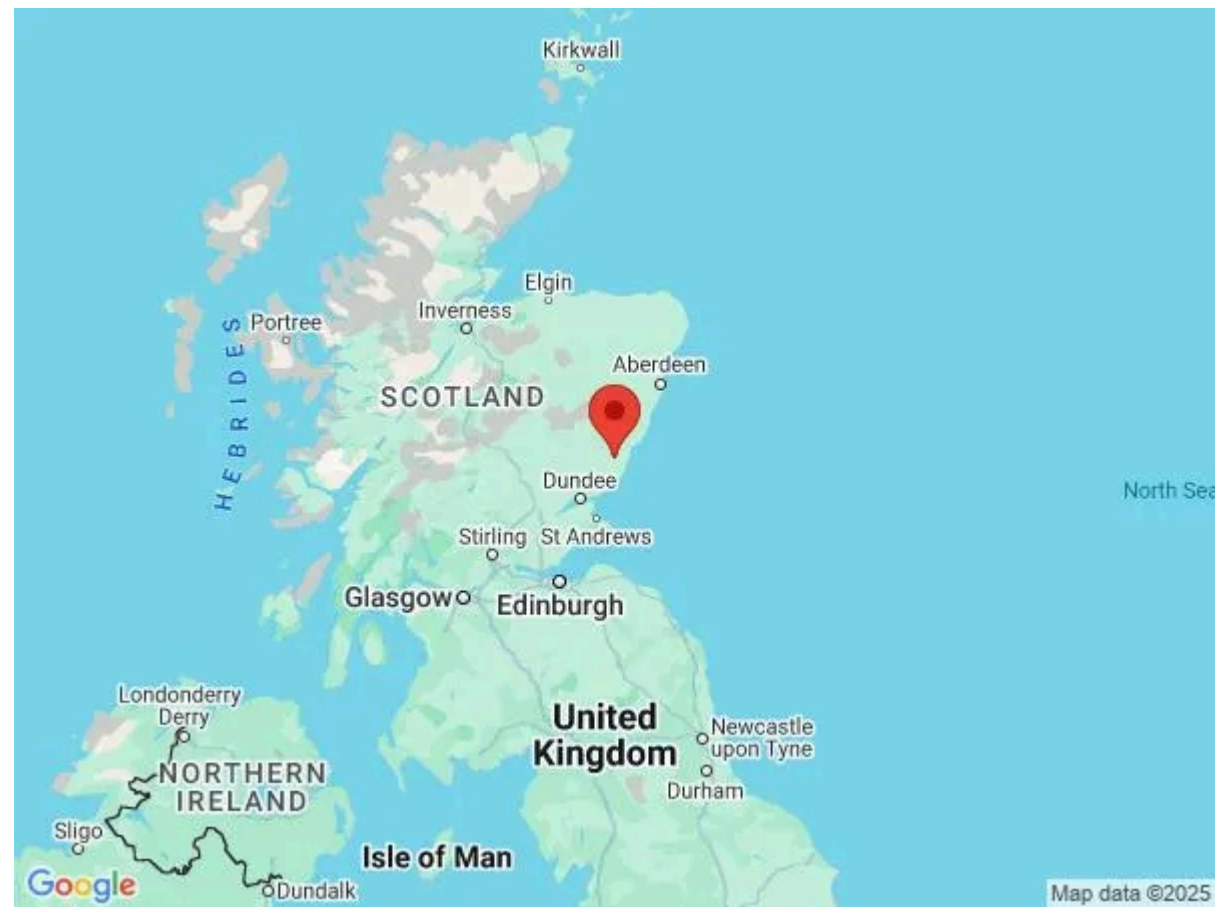 Kirkwall
Elgin
Inverness
Portree
HEBRIDES
Aberdeen
SCOTLAND
Dundee
North Sea
Stirling
St Andrews
Glasgow
Edinburgh
Londonderry
Derry
United
Kingdom
Newcastle
upon Tyne
NORTHERN
IRELAND
Durham
Sligo
Isle of Man
Google
Dundalk
Map data ©2025